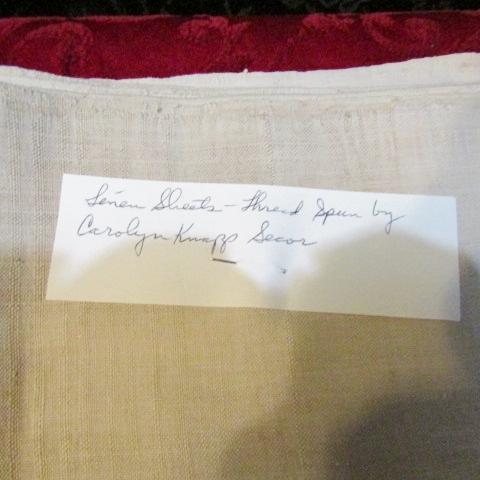 Linen Sheets - Thread Spun by
Carolyn Knapp Secor